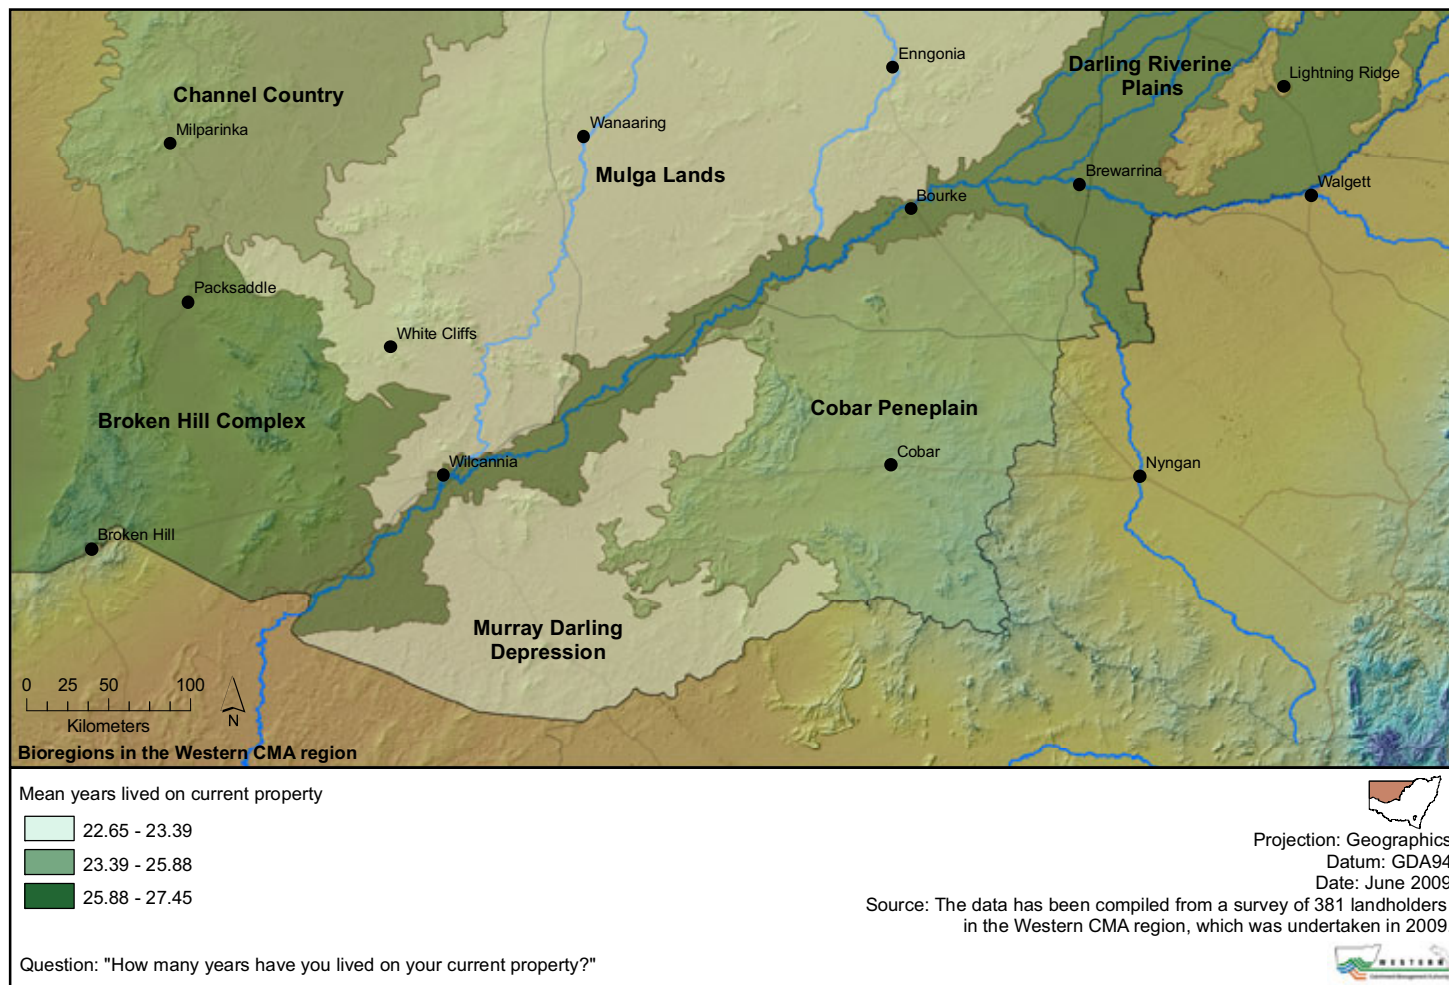 Enngonia
Darling Riverine
Plains
Lightning Ridge
Channel Country
Milparinka
Wanaaring
Mulga Lands
Brewarrina
Walgett
Bourke
Packsaddle
White Cliffs
Broken Hill Complex
Cobar Peneplain
Wilcannia
Cobar
Nyngan
Broken Hill
Murray Darling
Depression
0 25 50 100
Kilometers
N
Bioregions in the Western CMA region
Mean years lived on current property
22.65 - 23.39
23.39 - 25.88
25.88 - 27.45
Projection: Geographics
Datum: GDA94
Date: June 2009
Source: The data has been compiled from a survey of 381 landholders
in the Western CMA region, which was undertaken in 2009.
Question: "How many years have you lived on your current property?"
WESTERN